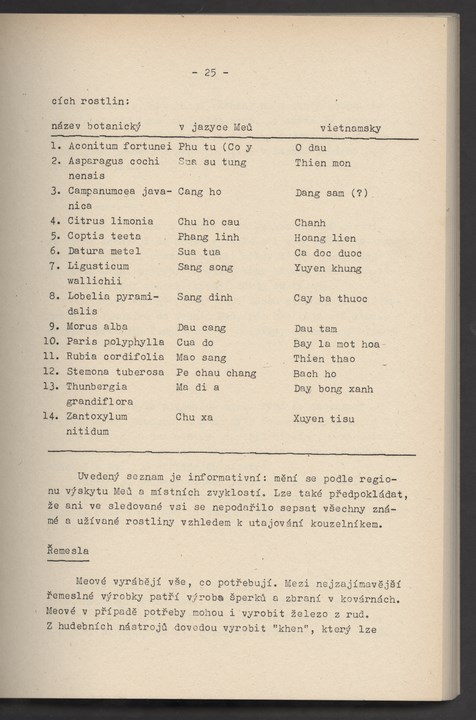 - 25 -
cích rostlin:
název botanický v jazyce Meů vietnamsky
1. Aconitum fortunei Phu tu (Co y O dau
2. Asparagus cochi Sua su tung Thien mon
nensis
3. Campanumcea java- Cang ho Dang sam (?)
nica
4. Citrus limonia Chu ho cau Chanh
5. Coptis teeta Phang linh Hoang lien
6. Datura metel Sua tua Ca doc duoc
7. Ligusticum Sang song Yuyen khung
wallichii
8. Lobelia pyrami- Sang dinh Cay ba thuoc
dalis
9. Morus alba Dau cang Dau tam
10. Paris polyphylla Cua do Bay la mot hoa
11. Rubia cordifolia Mao sang Thien thao
12. Stemona tuberosa Pe chau chang Bach ho
13. Thunbergia Ma di a Day bong xanh
grandiflora
14. Zantoxylum Chu xa Xuyen tisu
nitidum
Uvedený seznam je informativní: mění se podle regio-
nu výskytu Meů a místních zvyklostí. Lze také předpokládat,
že ani ve sledované vsi se nepodařilo sepsat všechny zná-
mé a užívané rostliny vzhledem k utajování kouzelníkem.
Řemesla
Meové vyrábějí vše, co potřebují. Mezi nejzajímavější
řemeslné výrobky patří výroba šperků a zbraní v kovárnách.
Meové v případě potřeby mohou i vyrobit železo z rud.
Z hudebních nástrojů dovedou vyrobit "khen", který lze